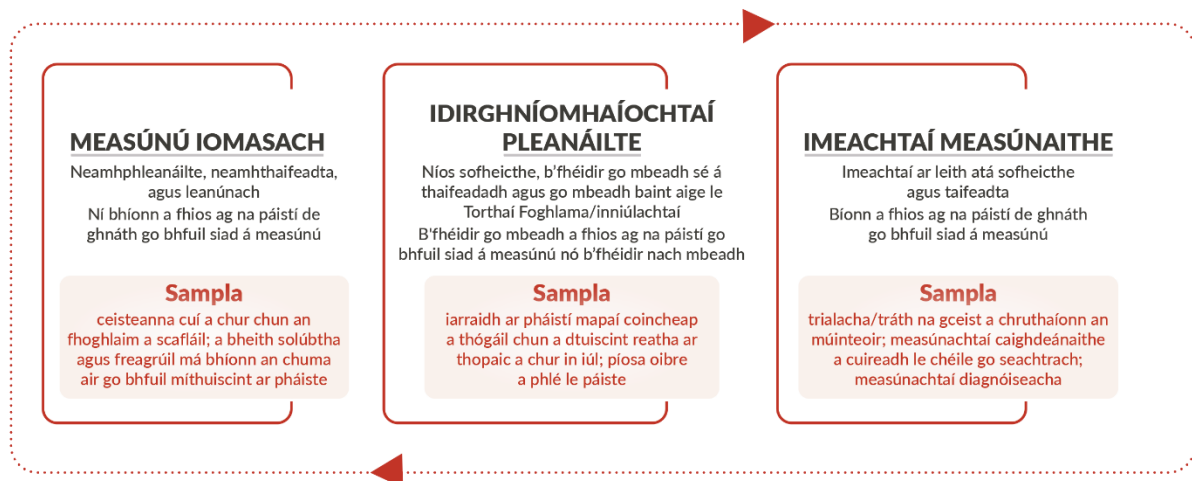 MEASÚNÚ IOMASACH
Neamhphleanáilte, neamhthaifeadta,
agus leanúnach
Ní bhíonn a fhios ag na páistí de
ghnáth go bhfuil siad á measúnú
Sampla
ceisteanna cuí a chur chun an
fhoghlaim a scafláil; a bheith solúbtha
agus freagrúil má bhíonn an chuma
air go bhfuil míthuiscint ar pháiste
IDIRGHNÍOMHAÍOCHTAÍ
PLEANÁILTE
Níos sofheicthe, b’fhéidir go mbeadh sé á
thaifeadadh agus go mbeadh baint aige le
Torthaí Foghlama/inniúlachtaí
B'fhéidir go mbeadh a fhios ag na páistí go
bhfuil siad á measúnú nó b’fhéidir nach mbeadh
Sampla
iarraidh ar pháistí mapaí coincheap
a thógáil chun a dtuiscint reatha ar
thopaic a chur in iúl; píosa oibre
a phlé le páiste
IMEACHTAÍ MEASÚNAITHE
Imeachtaí ar leith atá sofheicthe
agus taifeadta
Bíonn a fhios ag na páistí de ghnáth
go bhfuil siad á measúnú
Sampla
trialacha/tráth na gceist a chruthaíonn an
múinteoir; measúnachtaí caighdeánaithe
a cuireadh le chéile go seachtrach;
measúnachtaí diagnóiseacha